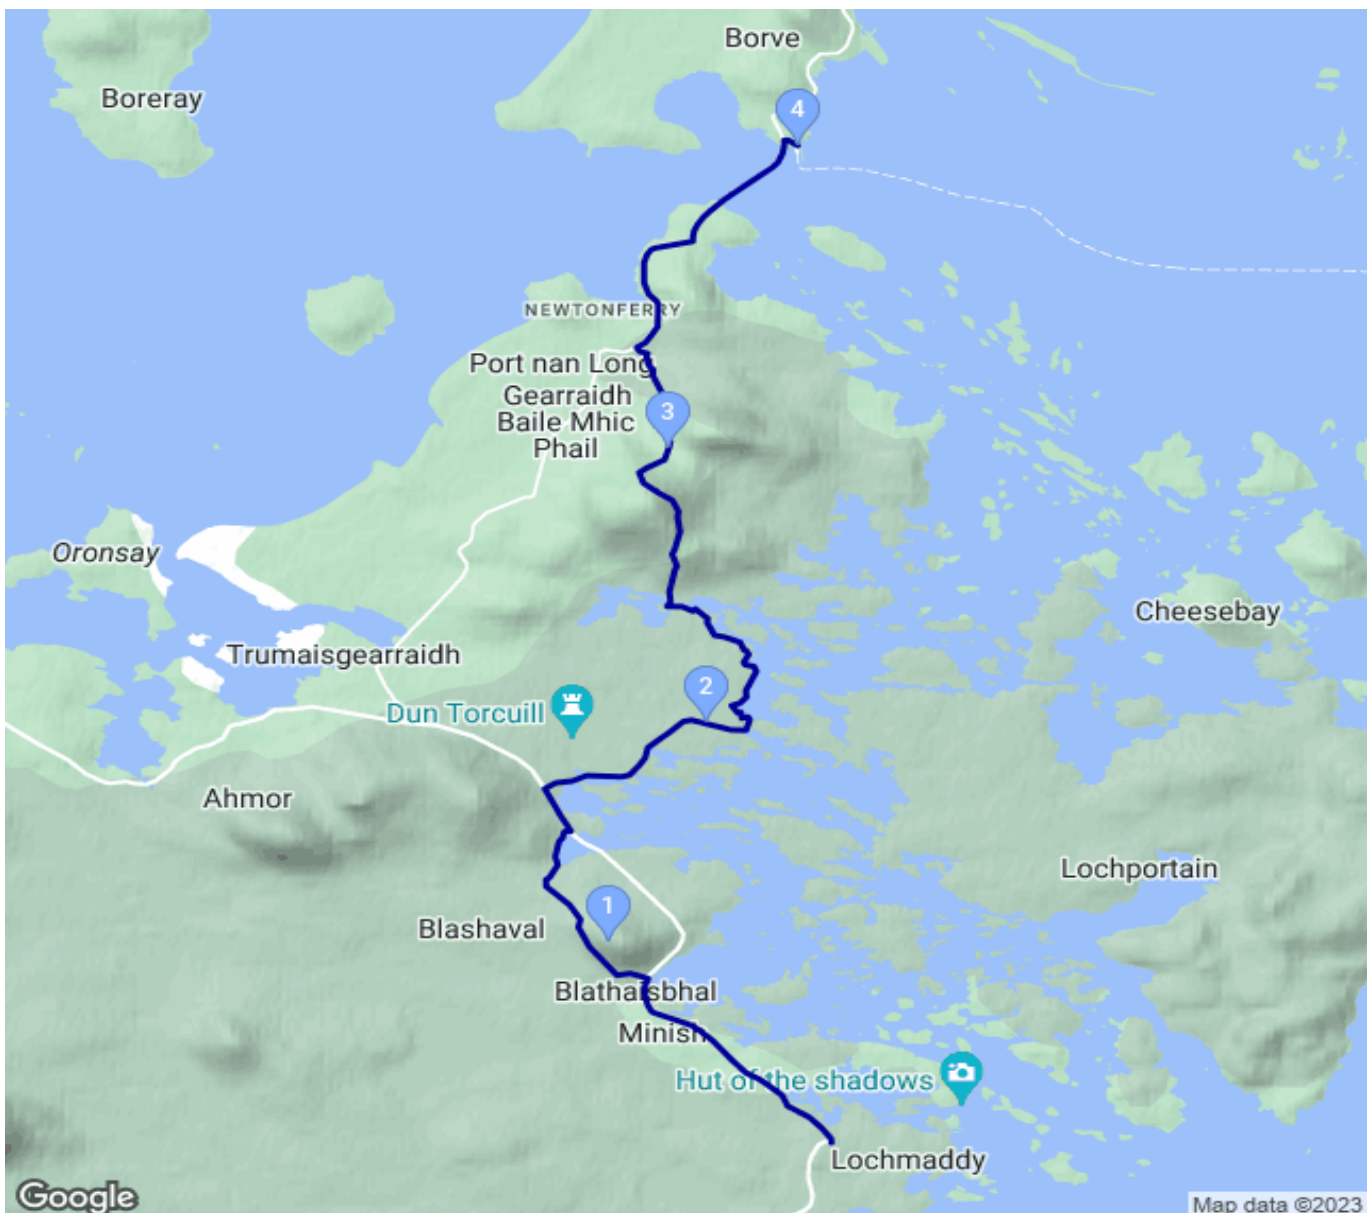 Borve
Boreray
4
NEWTONFERRY
Port nan Long
Gearraidh
Baile Mhic
Phail
3
Oronsay
Cheesebay
Trumaisgearraidh
2
Dun Torcuill
Ahmor
Lochportain
1
Blashaval
Blathaisbhal
Minish
Hut of the shadows
Lochmaddy
Google
Map data ©2023